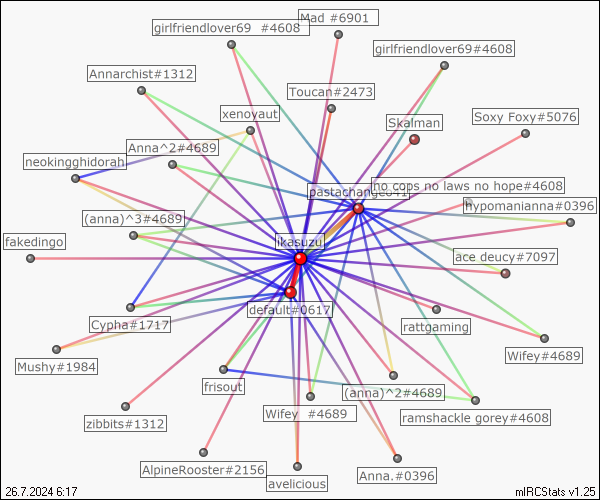 Mad #6901
girlfriendlover69 #4608
girlfriendlover69#4608
Annarchist#1312
Toucan#2473
xenoyaut
Soxy Foxy#5076
Skalman
Anna^2#4689
neokingghidorah
no cops no laws no hope#4608
hypomanianna#0396
(anna)^3#4689
fakedingo
ikasuzu
ace deucy#7097
default#0617
Cypha#1717
rattgaming
Mushy#1984
Wifey#4689
frisout
(anna)^2#4689
zibbits#1312
Wifey #4689
ramshackle gorey#4608
AlpineRooster#2156
Anna.#0396
avelicious
26.7.2024 6:17
mIRCStats v1.25